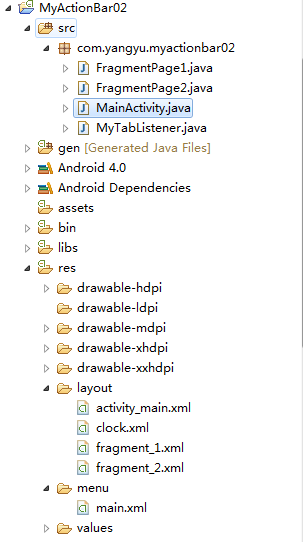 MyActionBar02
src
com.yangyu.myactionbar02
FragmentPage1.java
FragmentPage2.java
MainActivity.java
MyTabListener.java
gen [Generated Java Files]
Android 4.0
Android Dependencies
assets
bin
libs
res
drawable-hdpi
drawable-ldpi
drawable-mdpi
drawable-xhdpi
drawable-xxhdpi
layout
activity_main.xml
clock.xml
fragment_1.xml
fragment_2.xml
menu
main.xml
values